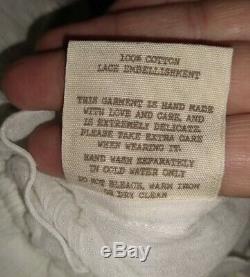 100% COTTON
LACE EMBELLISHMENT
THIS GARMENT IS HAND MADE
WITH LOVE AND CARE, AND
IS EXTREMELY DELICATE.
PLEASE TAKE EXTRA CARE
WHEN WEARING IT.
HAND WASH SEPARATELY
IN COLD WATER ONLY
DO NOT BLEACH, WARM IRON
OR DRY CLEAN